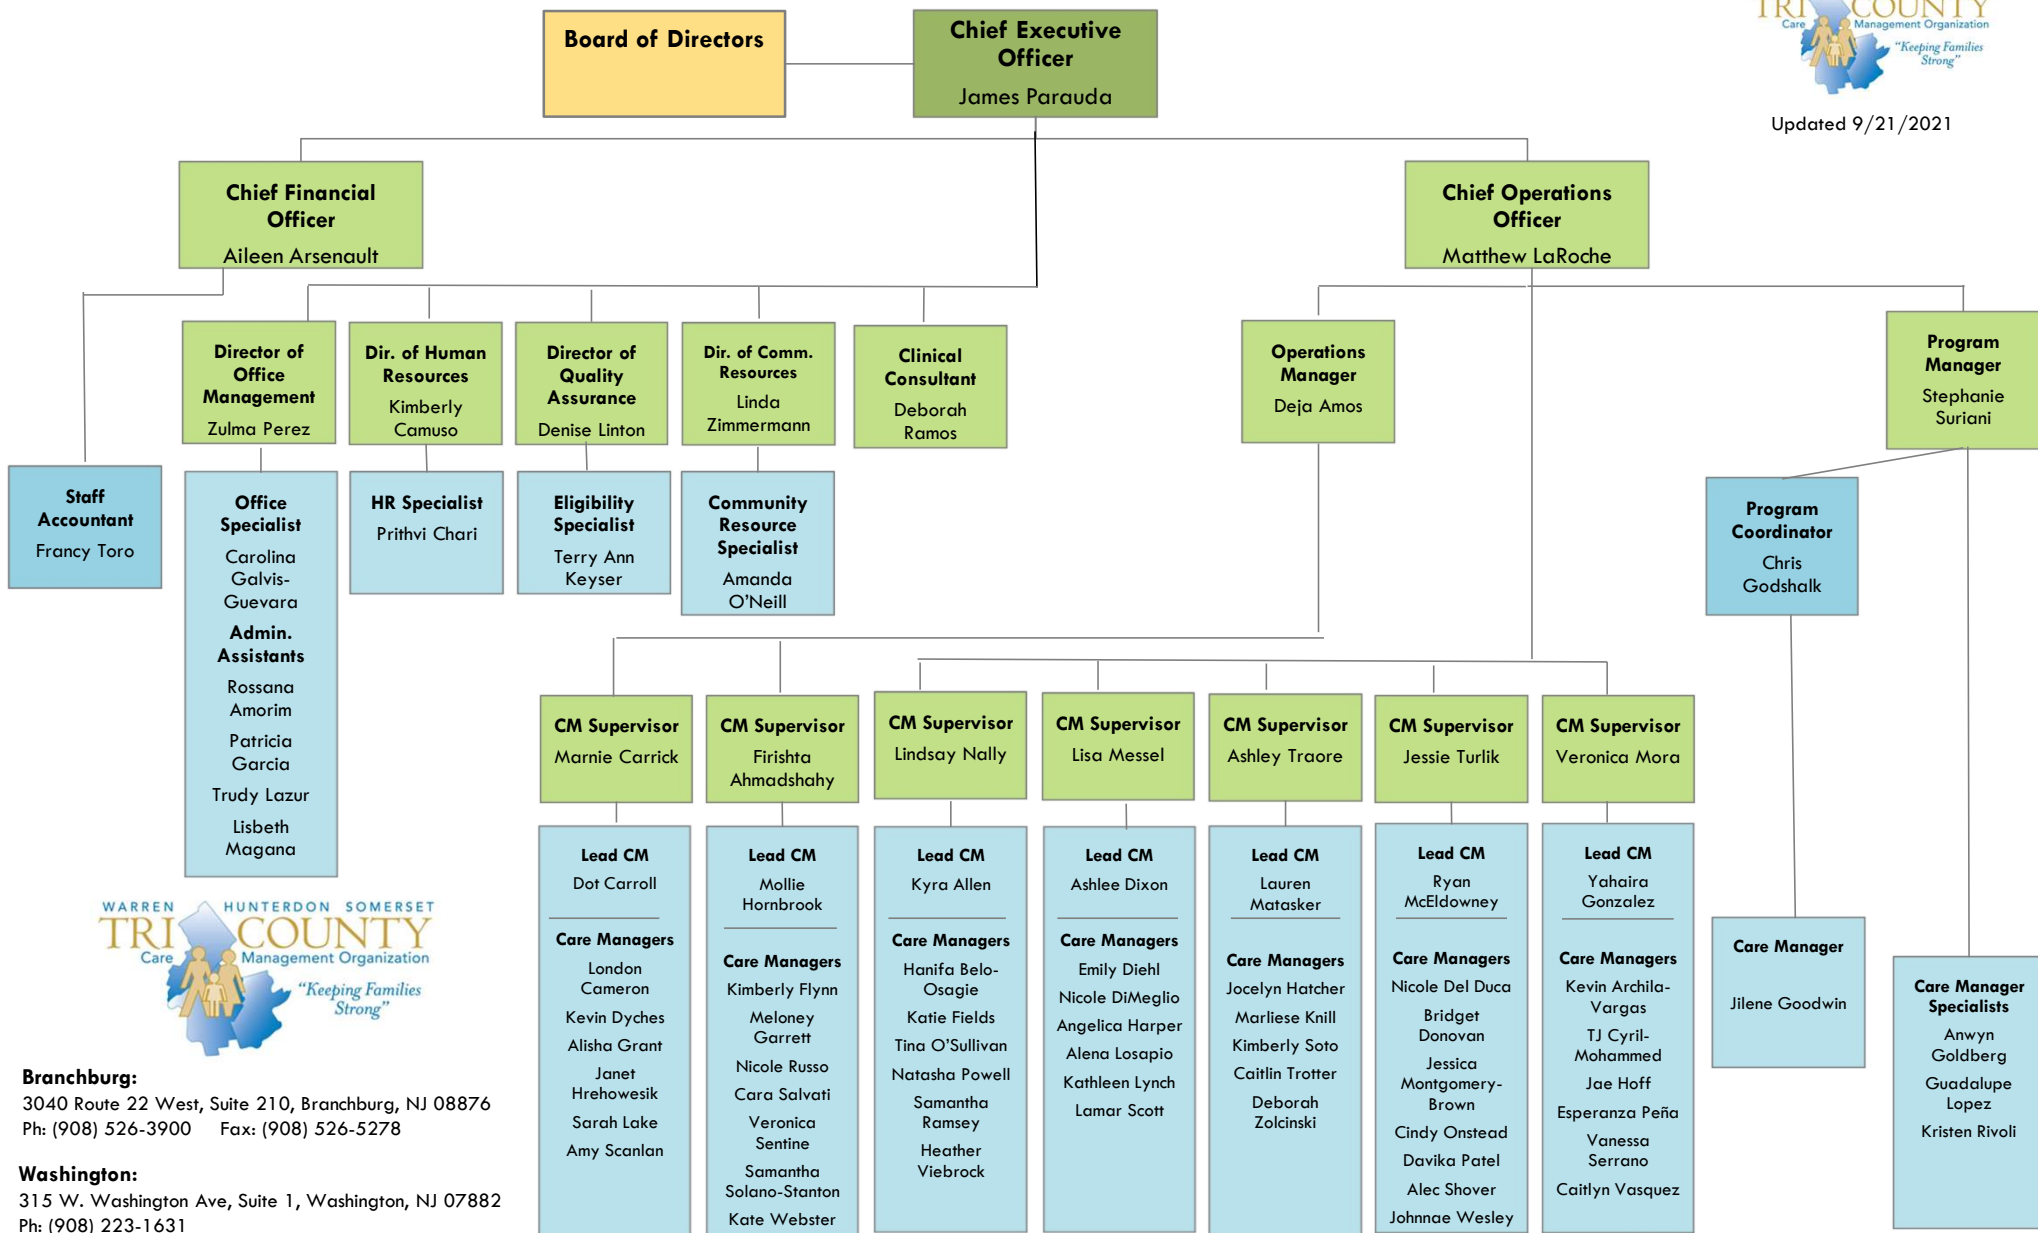 Board of Directors
Chief Executive
Officer
James Parauda
TRI COUNTY
Care Management Organization
"Keeping Families
Strong"
Updated 9/21/2021
Chief Financial
Officer
Aileen Arsenault
Chief Operations
Officer
Matthew LaRoche
Director of
Office
Management
Zulma Perez
Dir. of Human
Resources
Kimberly
Camuso
Director of
Quality
Assurance
Denise Linton
Dir. of Comm.
Resources
Linda
Zimmermann
Clinical
Consultant
Deborah
Ramos
Operations
Manager
Deja Amos
Program
Manager
Stephanie
Suriani
Staff
Accountant
Francy Toro
Office
Specialist
Carolina
Galvis-
Guevara
Admin.
Assistants
Rossana
Amorim
Patricia
Garcia
Trudy Lazur
Lisbeth
Magana
HR Specialist
Prithvi Chari
Eligibility
Specialist
Terry Ann
Keyser
Community
Resource
Specialist
Amanda
O'Neill
Program
Coordinator
Chris
Godshalk
CM Supervisor
Marnie Carrick
CM Supervisor
Firishta
Ahmadshahy
CM Supervisor
Lindsay Nally
CM Supervisor
Lisa Messel
CM Supervisor
Ashley Traore
CM Supervisor
Jessie Turlik
CM Supervisor
Veronica Mora
Lead CM
Dot Carroll
Care Managers
London
Cameron
Kevin Dyches
Alisha Grant
Janet
Hrehowesik
Sarah Lake
Amy Scanlan
Lead CM
Mollie
Hornbrook
Care Managers
Kimberly Flynn
Meloney
Garrett
Nicole Russo
Cara Salvati
Veronica
Sentine
Samantha
Solano-Stanton
Kate Webster
Lead CM
Kyra Allen
Care Managers
Hanifa Belo-
Osagie
Katie Fields
Tina O'Sullivan
Natasha Powell
Samantha
Ramsey
Heather
Viebrock
Lead CM
Ashlee Dixon
Care Managers
Emily Diehl
Nicole DiMeglio
Angelica Harper
Alena Losapio
Kathleen Lynch
Lamar Scott
Lead CM
Lauren
Matasker
Care Managers
Jocelyn Hatcher
Marliese Knill
Kimberly Soto
Caitlin Trotter
Deborah
Zolcinski
Lead CM
Ryan
McEldowney
Care Managers
Nicole Del Duca
Bridget
Donovan
Jessica
Montgomery-
Brown
Cindy Onstead
Davika Patel
Alec Shover
Johnnae Wesley
Lead CM
Yahaira
Gonzalez
Care Managers
Kevin Archila-
Vargas
TJ Cyril-
Mohammed
Jae Hoff
Esperanza Peña
Vanessa
Serrano
Caitlyn Vasquez
Care Manager
Jilene Goodwin
Care Manager
Specialists
Anwyn
Goldberg
Guadalupe
Lopez
Kristen Rivoli
WARREN HUNTERDON SOMERSET
TRI COUNTY
Care Management Organization
"Keeping Families
Strong"
Branchburg:
3040 Route 22 West, Suite 210, Branchburg, NJ 08876
Ph: (908) 526-3900 Fax: (908) 526-5278
Washington:
315 W. Washington Ave, Suite 1, Washington, NJ 07882
Ph: (908) 223-1631